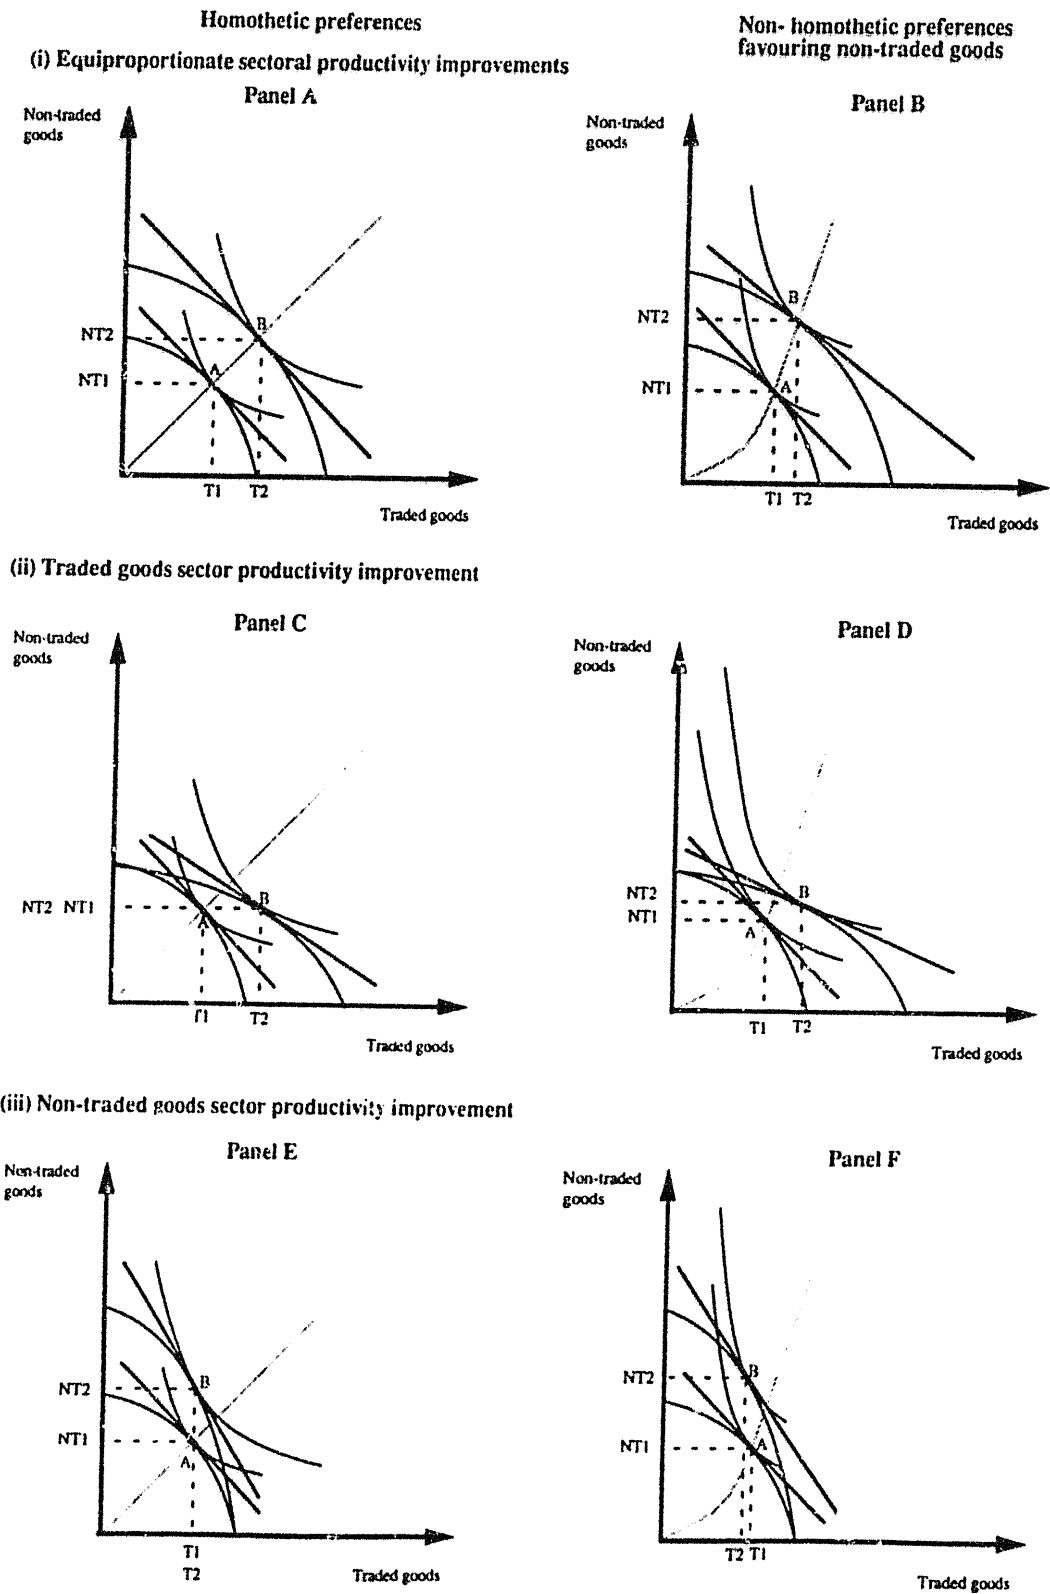 Homothetic preferences
Non- homothetic preferences
favouring non-traded goods
(i) Equiproportionate sectoral productivity improvements
Panel A
Panel B
Non-traded
goods
B
NT2
A
NT1
T1 T2
Traded goods
Non-traded
goods
B
NT2
A
NT1
T1 T2
Traded goods
(ii) Traded goods sector productivity improvement
Panel C
Panel D
Non-traded
goods
B
NT2 NT1
A
T1 T2
Traded goods
Non-traded
goods
B
NT2
NT1
A
T1 T2
Traded goods
(iii) Non-traded goods sector productivity improvement
Panel E
Panel F
Non-traded
goods
B
NT2
NT1
A
T1
T2
Traded goods
Non-traded
goods
B
NT2
A
NT1
T2 T1
Traded goods